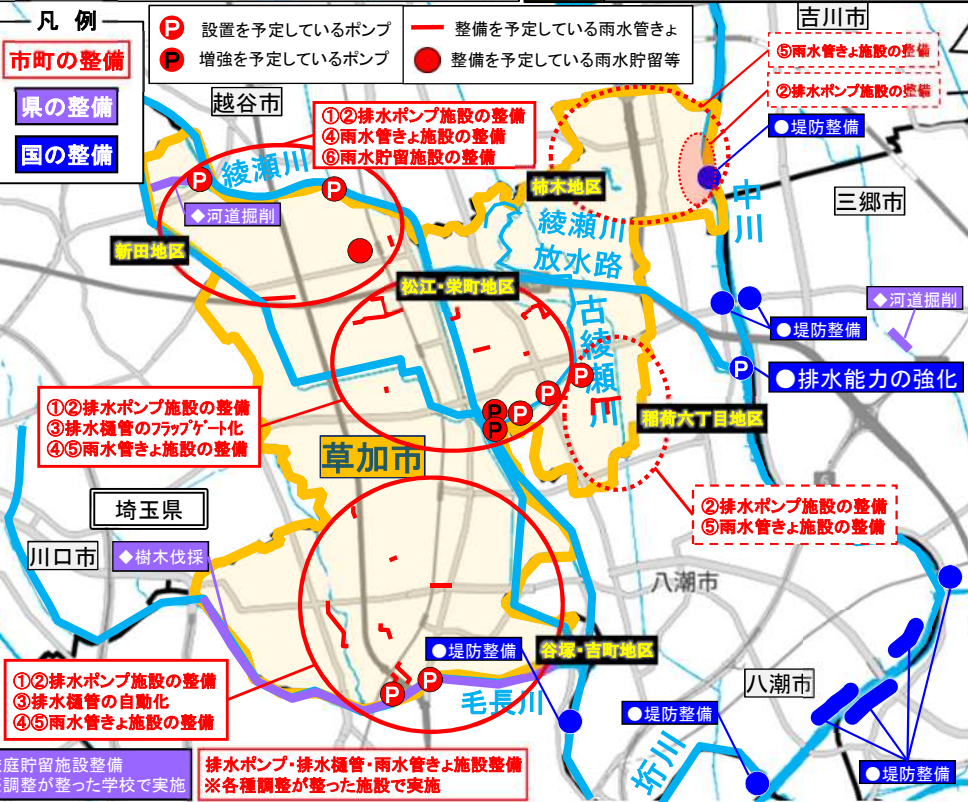 凡 例
市町の整備
県の整備
国の整備
P 設置を予定しているポンプ
P 増強を予定しているポンプ
整備を予定している雨水管きょ
整備を予定している雨水貯留等
吉川市
⑤雨水管きょ施設の整備
②排水ポンプ施設の整備
●堤防整備
越谷市
①②排水ポンプ施設の整備
④雨水管きょ施設の整備
⑥雨水貯留施設の整備
P
綾瀬川
P
◆河道掘削
新田地区
柿木地区
中川
三郷市
綾瀬川
放水路
松江・栄町地区
古綾瀬川
◆河道掘削
●堤防整備
P
●排水能力の強化
P
P
P
P
P
稲荷六丁目地区
①②排水ポンプ施設の整備
③排水樋管のフラップゲート化
④⑤雨水管きょ施設の整備
草加市
埼玉県
②排水ポンプ施設の整備
⑤雨水管きょ施設の整備
川口市
◆樹木伐採
八潮市
●堤防整備
谷塚・吉町地区
①②排水ポンプ施設の整備
③排水樋管の自動化
④⑤雨水管きょ施設の整備
P
P
毛長川
八潮市
●堤防整備
垳川
●堤防整備
庭貯留施設整備
調整が整った学校で実施
排水ポンプ・排水樋管・雨水管きょ施設整備
※各種調整が整った施設で実施